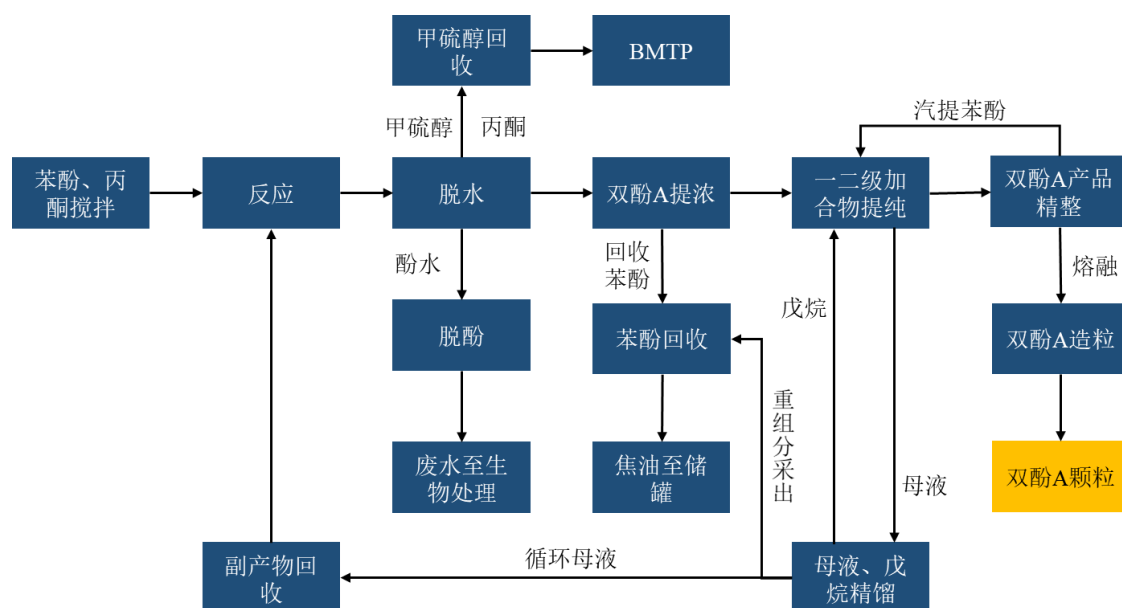 甲硫醇回
收
BMTP
甲硫醇
丙酮
汽提苯酚
苯酚、丙
酮搅拌
反应
脱水
双酚A提浓
一二级加
合物提纯
双酚A产品
精整
酚水
回收
苯酚
戊烷
熔融
脱酚
苯酚回收
双酚A造粒
重组分采出
废水至生
物处理
焦油至储
罐
母液
双酚A颗粒
副产物回
收
循环母液
母液、戊
烷精馏